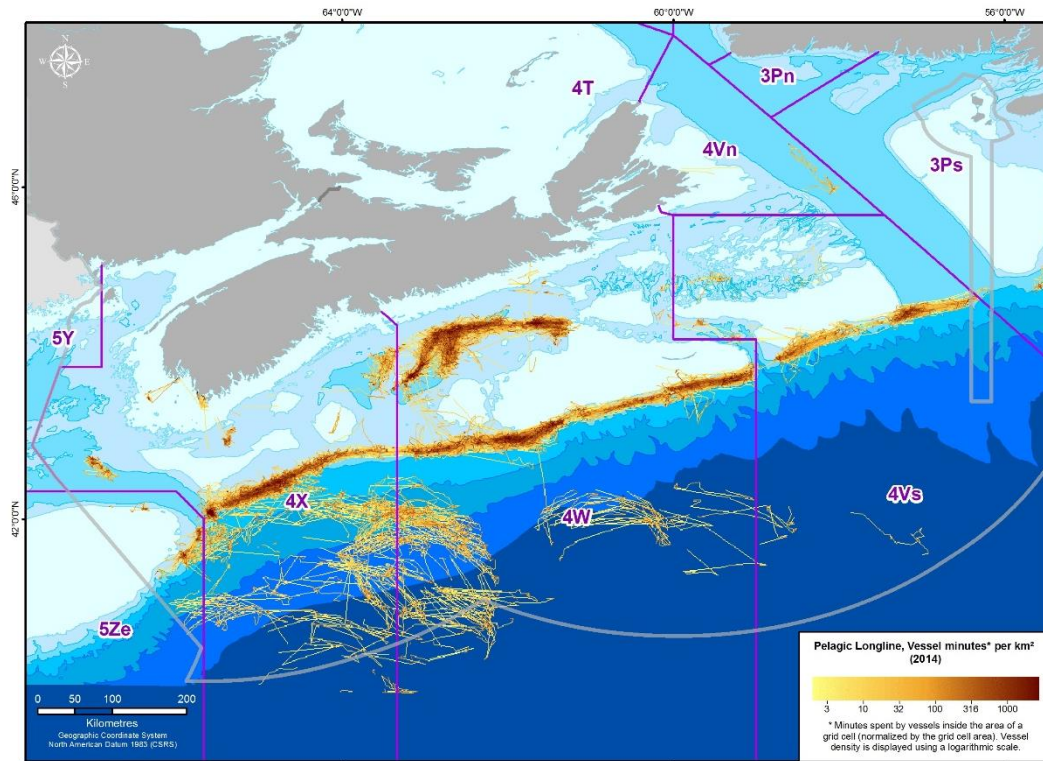 64°0'0"W 60°0'0"W 56°0'0"W
N
W E
S
3Pn
4T
4Vn
3Ps
46°0'0"N
5Y
42°0'0"N
4X
4W
4Vs
5Ze
0 50 100 200
Kilometres
Geographic Coordinate System
North American Datum 1983 (CSRS)
Pelagic Longline, Vessel minutes* per km²
(2014)
3 10 32 100 316 1000
* Minutes spent by vessels inside the area of a
grid cell (normalized by the grid cell area). Vessel
density is displayed using a logarithmic scale.